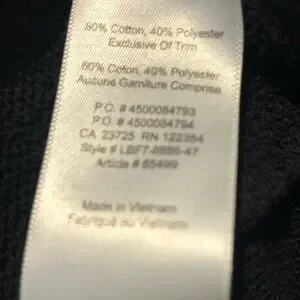 60% Cotton, 40% Polyester
Exclusive Of Trim
60% Coton, 40% Polyester
Aucune Garniture Comprise
P.O. # 4500084793
P.O. # 4500084794
CA 23725 RN 122354
Style # LBF7-8886-47
Article # 65499
Made in Vietnam
Fabriqué au Vietnam